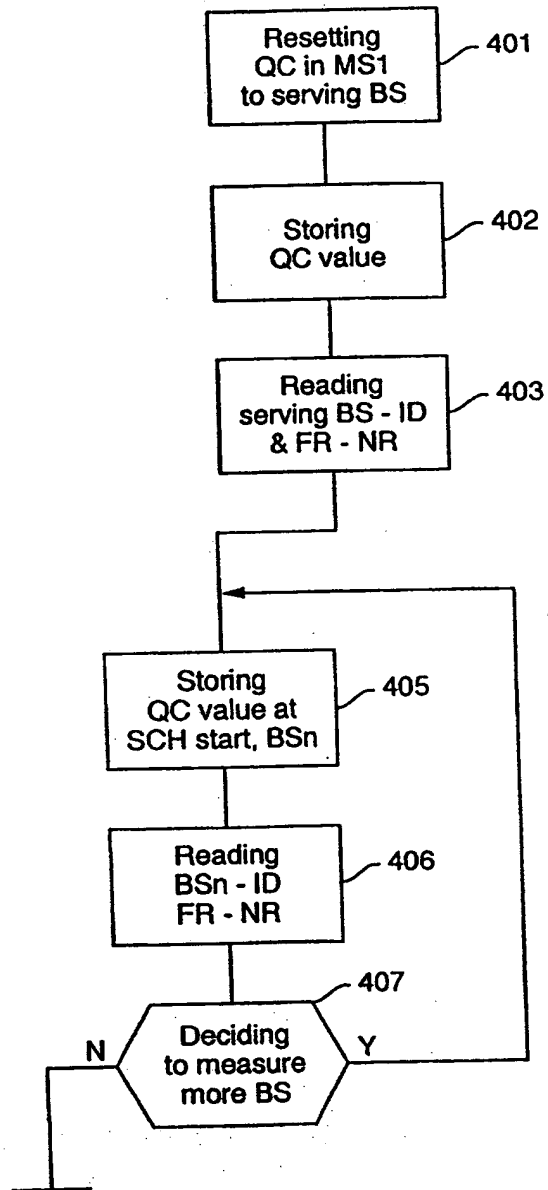 Resetting
QC in MS1
to serving BS
401
Storing
QC value
402
Reading
serving BS - ID
& FR - NR
403
Storing
QC value at
SCH start, BSn
405
Reading
BSn - ID
FR - NR
406
407
Deciding
to measure
more BS
N
Y